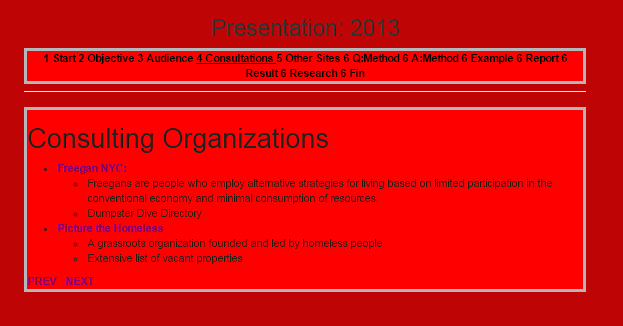 Presentation: 2013
1 Start 2 Objective 3 Audience 4 Consultations 5 Other Sites 6 Q:Method 6 A:Method 6 Example 6 Report 6
Result 6 Research 6 Fin
Consulting Organizations
Freegan NYC:
Freegans are people who employ alternative strategies for living based on limited participation in the
conventional economy and minimal consumption of resources.
Dumpster Dive Directory
Picture the Homeless
A grassroots organization founded and led by homeless people
Extensive list of vacant properties
PREV NEXT